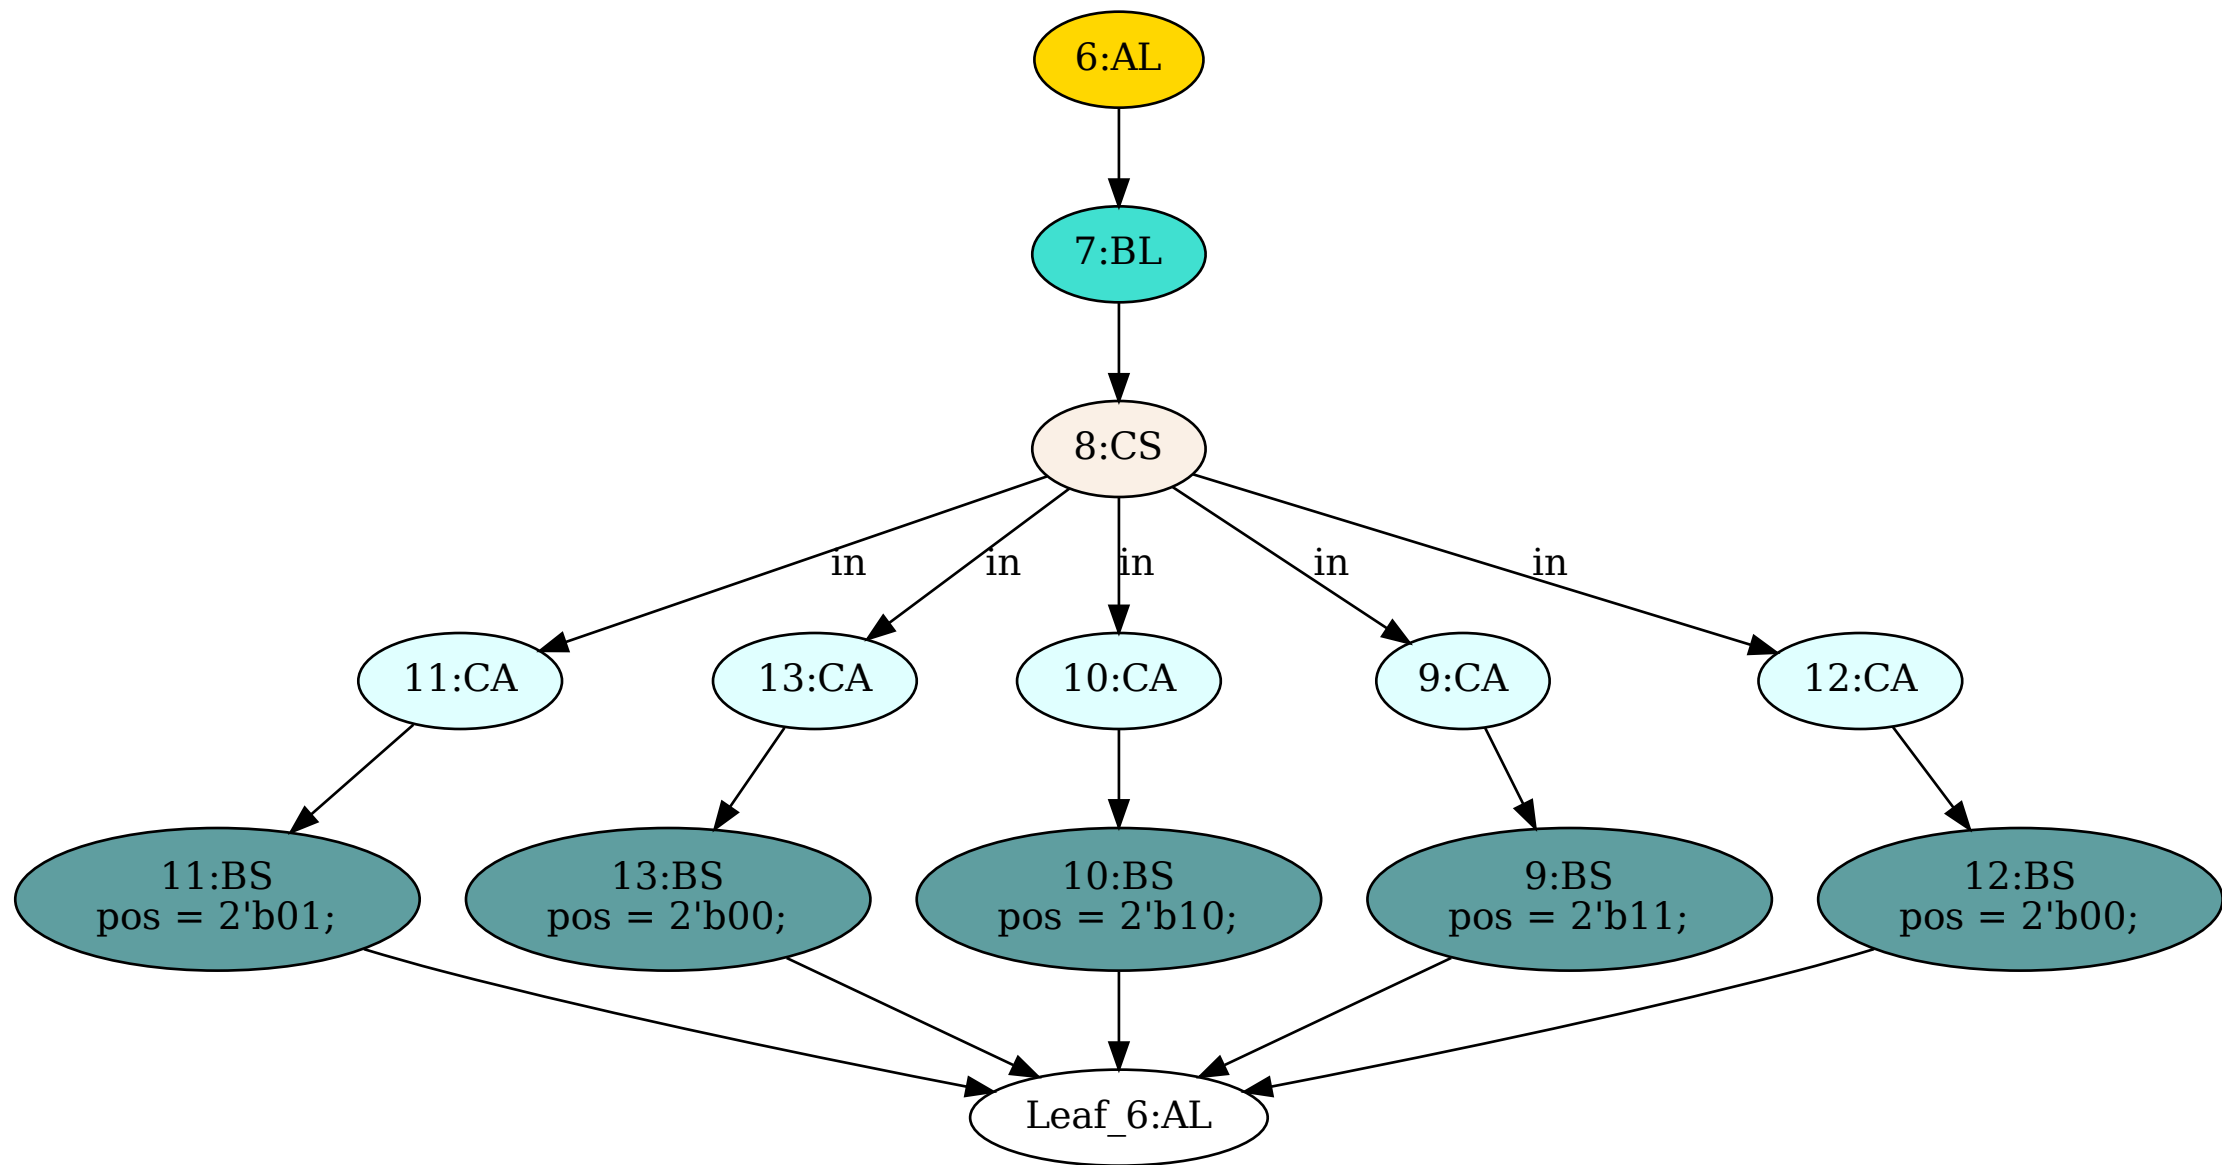 6:AL
7:BL
8:CS
in
in
in
in
in
11:CA
13:CA
10:CA
9:CA
12:CA
11:BS
pos = 2'b01;
13:BS
pos = 2'b00;
10:BS
pos = 2'b10;
9:BS
pos = 2'b11;
12:BS
pos = 2'b00;
Leaf_6:AL